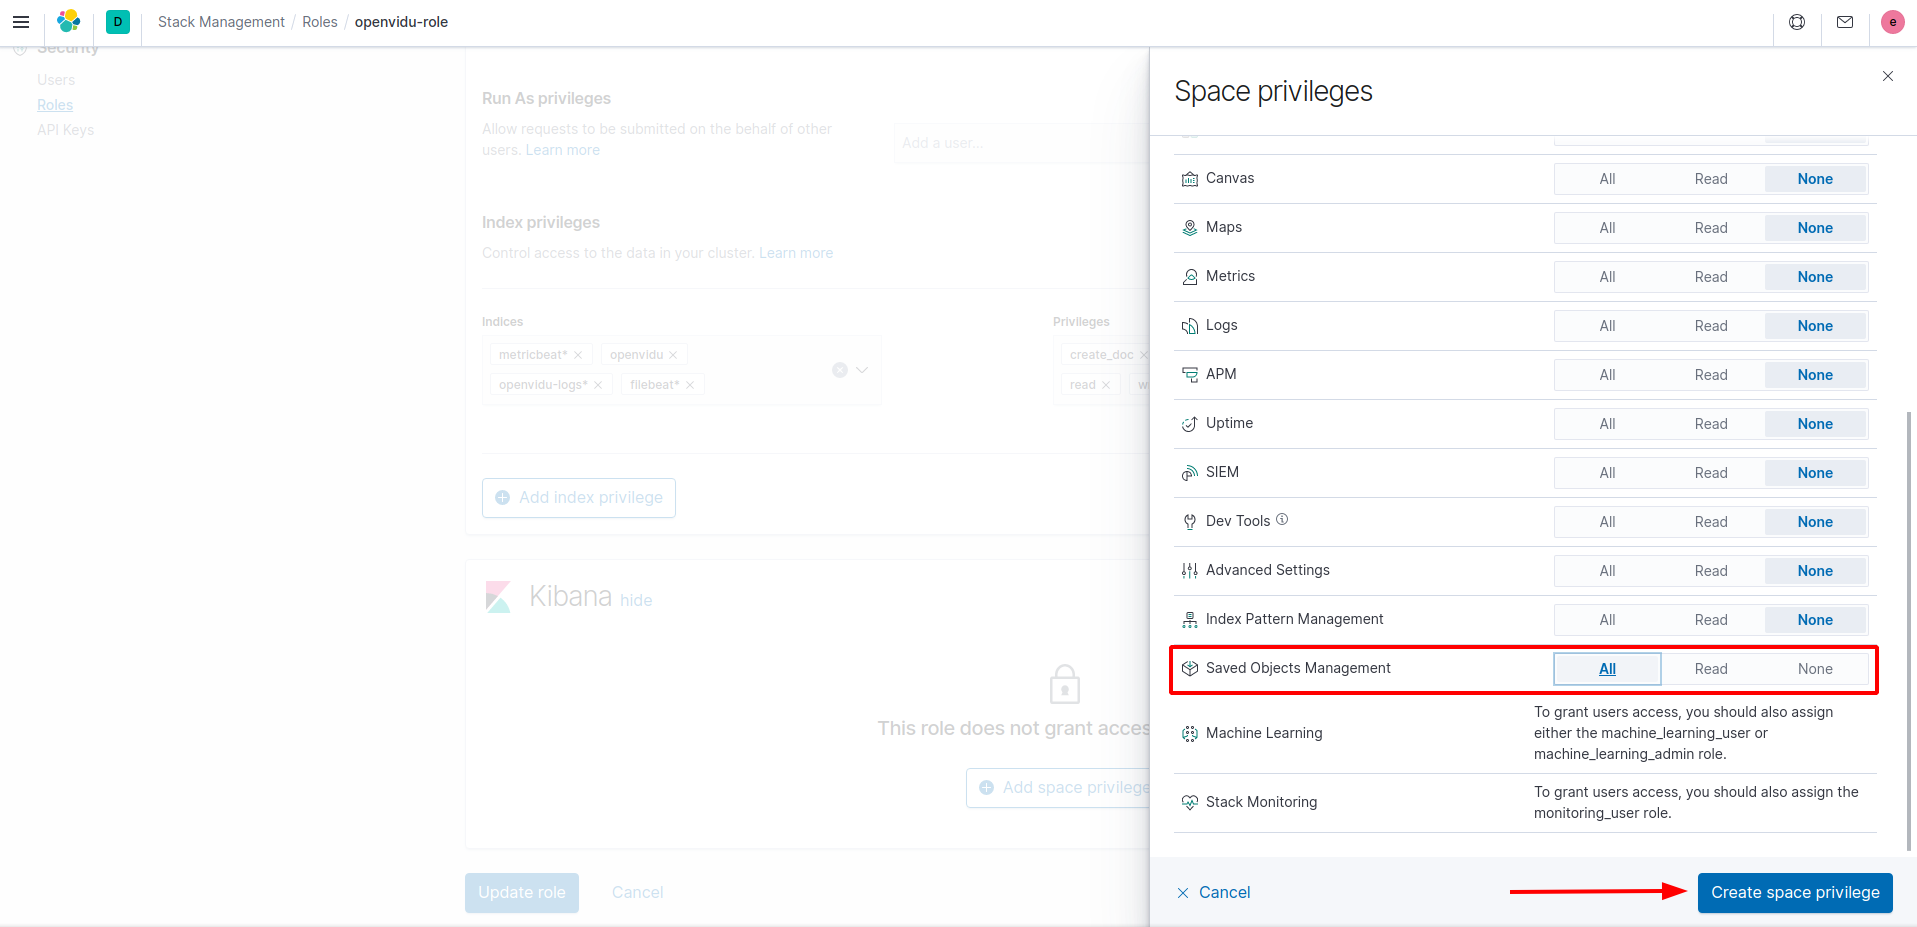 D Stack Management / Roles / openvidu-role e
Security
Users
Roles
API Keys
Run As privileges
Allow requests to be submitted on the behalf of other
users. Learn more
Add a user...
Index privileges
Control access to the data in your cluster. Learn more
Indices
metricbeat* openvidu
openvidu-logs* filebeat*
Privileges
create_doc
read w
Add index privilege
Kibana hide
This role does not grant acces
Add space privilege
Update role Cancel
Space privileges
Canvas All Read None
Maps All Read None
Metrics All Read None
Logs All Read None
APM All Read None
Uptime All Read None
SIEM All Read None
Dev Tools All Read None
Advanced Settings All Read None
Index Pattern Management All Read None
Saved Objects Management All Read None
Machine Learning
To grant users access, you should also assign
either the machine_learning_user or
machine_learning_admin role.
Stack Monitoring
To grant users access, you should also assign the
monitoring_user role.
Cancel Create space privilege